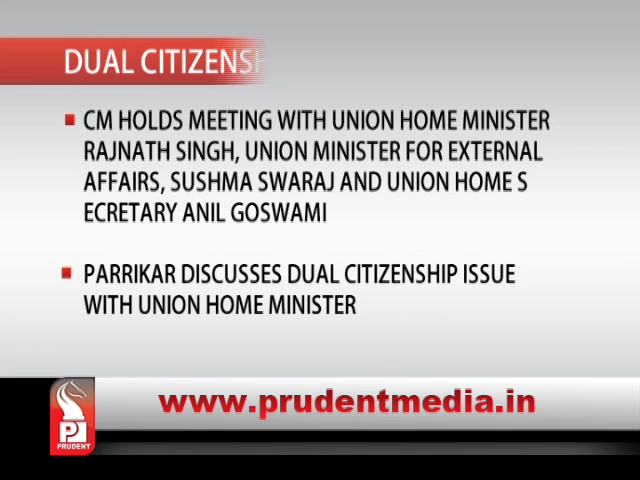 DUAL CITIZENSH
CM HOLDS MEETING WITH UNION HOME MINISTER
RAJNATH SINGH, UNION MINISTER FOR EXTERNAL
AFFAIRS, SUSHMA SWARAJ AND UNION HOME S
ECRETARY ANIL GOSWAMI
PARRIKAR DISCUSSES DUAL CITIZENSHIP ISSUE
WITH UNION HOME MINISTER
www.prudentmedia.in
PRUDENT